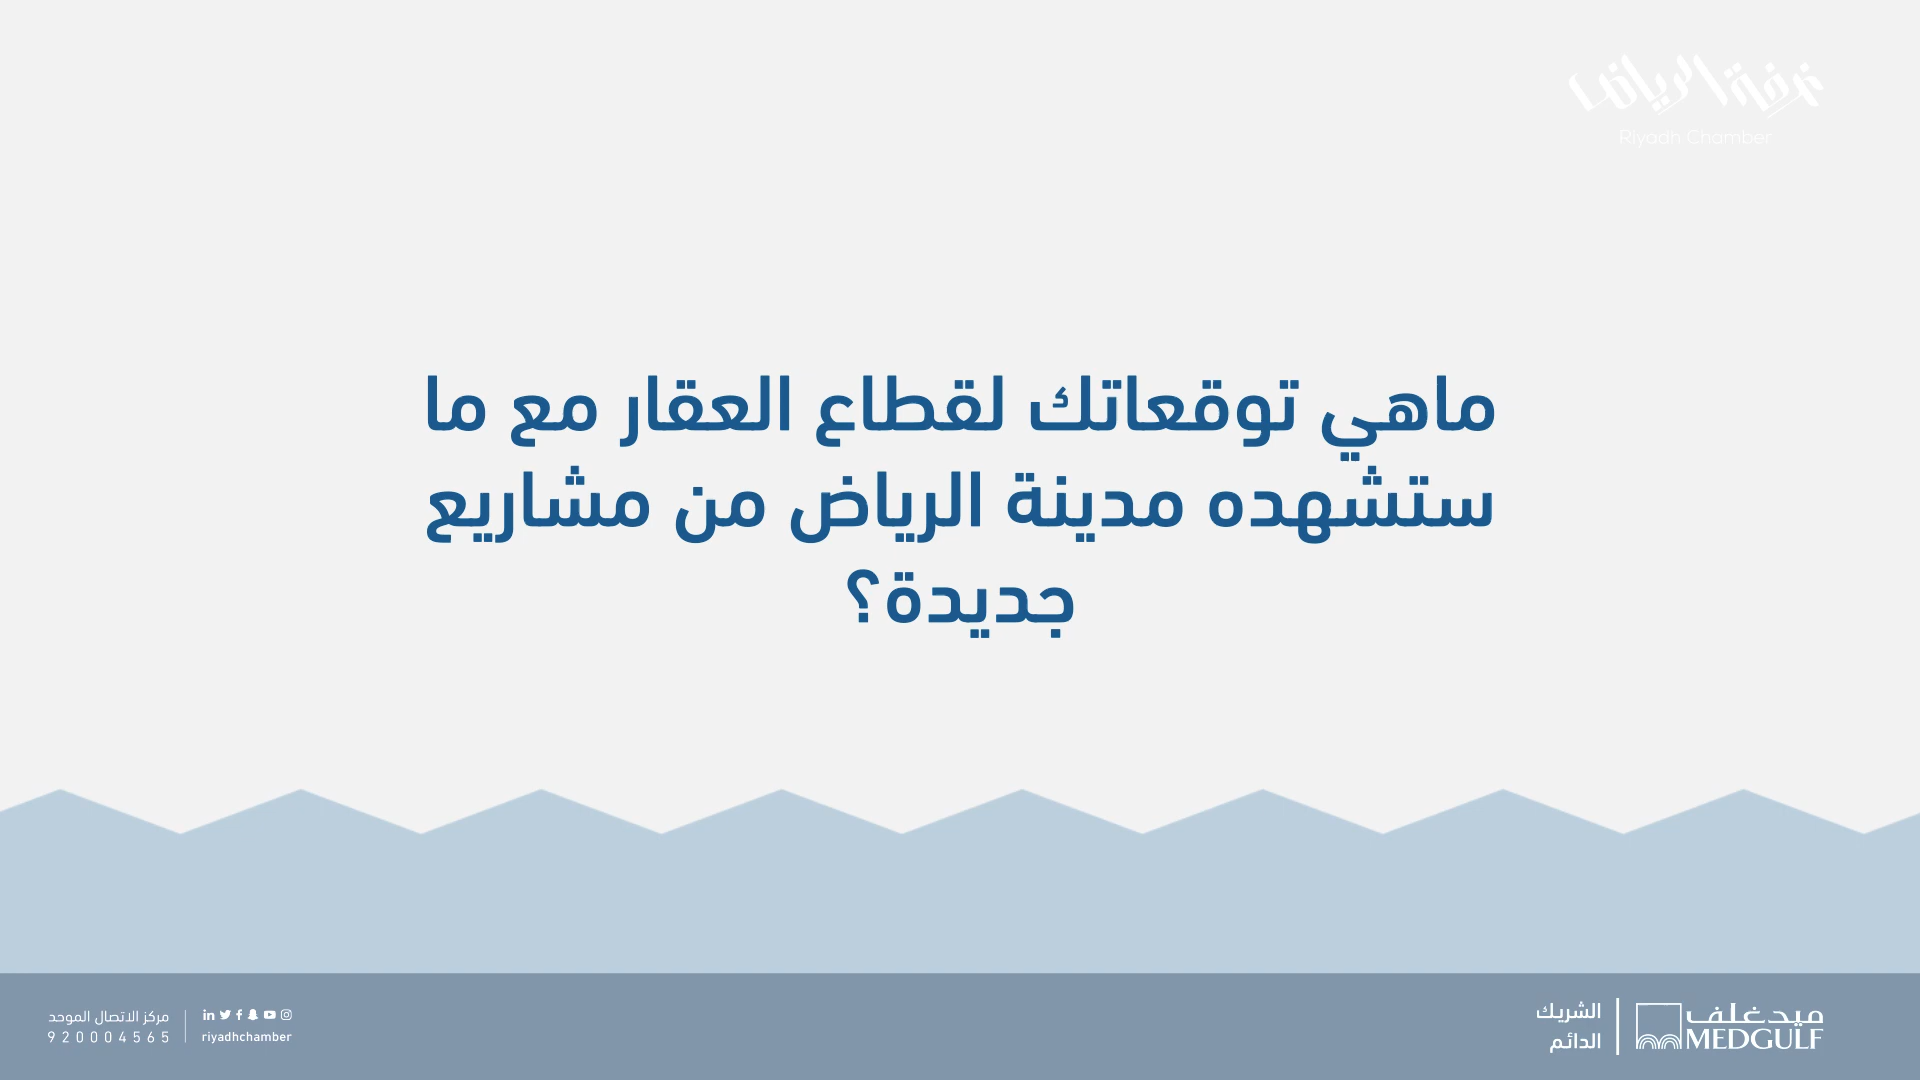 غرفة الرياض
Riyadh Chamber
ماهي توقعاتك لقطاع العقار مع ما
ستشهده مدينة الرياض من مشاريع
جديدة؟
ميدغلف
MEDGULF
الشريك
الدائم
riyadhchamber
مركز الاتصال الموحد
920004565